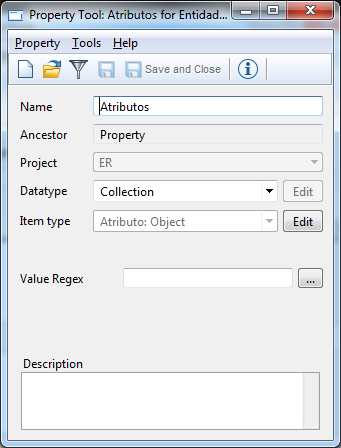 Property Tool: Atributos for Entidad...
Property Tools Help
Save and Close
Name Atributos
Ancestor Property
Project ER
Datatype Collection Edit
Item type Atributo: Object Edit
Value Regex ...
Description